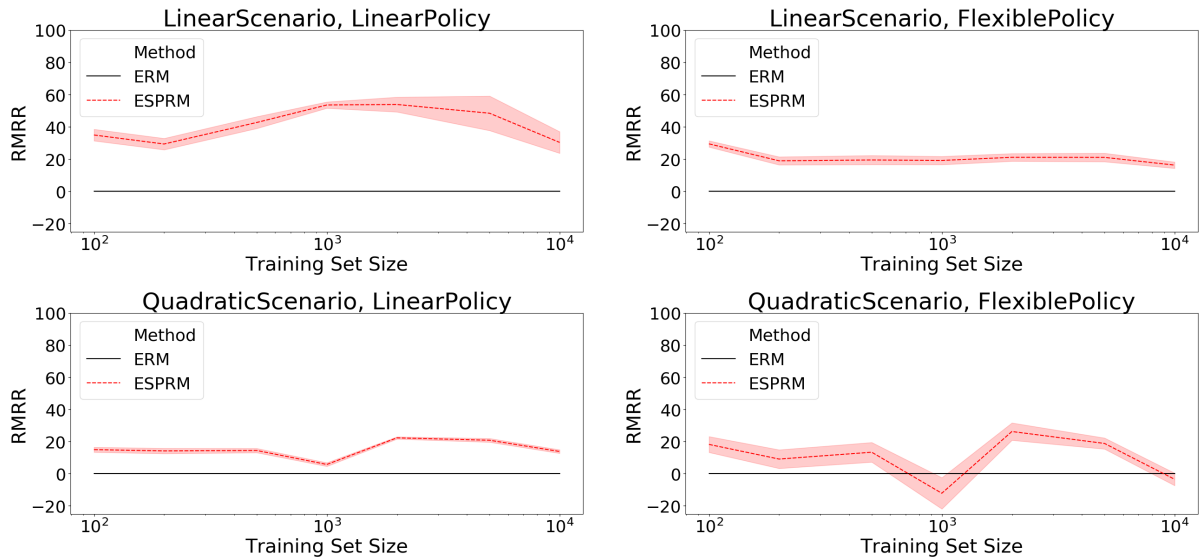 LinearScenario, LinearPolicy
100
80
60
40
20
0
−20
RMRR
Method
ERM
ESPRM
10²
10³
10⁴
Training Set Size
LinearScenario, FlexiblePolicy
100
80
60
40
20
0
−20
RMRR
Method
ERM
ESPRM
10²
10³
10⁴
Training Set Size
QuadraticScenario, LinearPolicy
100
80
60
40
20
0
−20
RMRR
Method
ERM
ESPRM
10²
10³
10⁴
Training Set Size
QuadraticScenario, FlexiblePolicy
100
80
60
40
20
0
−20
RMRR
Method
ERM
ESPRM
10²
10³
10⁴
Training Set Size